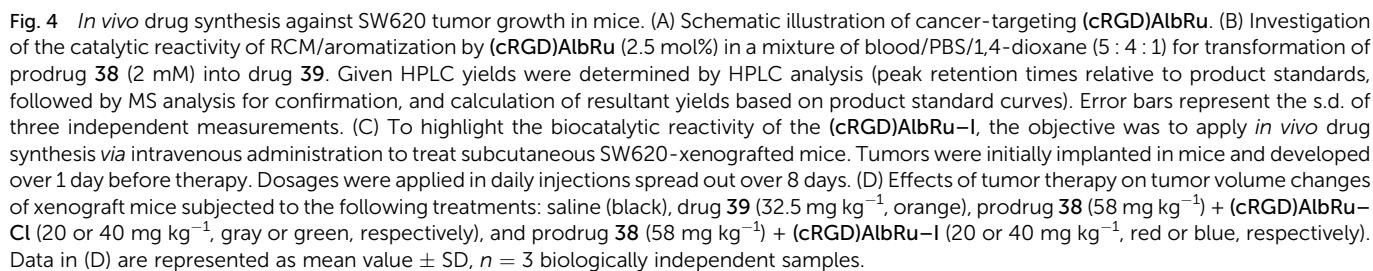 Fig. 4 In vivo drug synthesis against SW620 tumor growth in mice. (A) Schematic illustration of cancer-targeting (cRGD)AlbRu. (B) Investigation
of the catalytic reactivity of RCM/aromatization by (cRGD)AlbRu (2.5 mol%) in a mixture of blood/PBS/1,4-dioxane (5 : 4 : 1) for transformation of
prodrug 38 (2 mM) into drug 39. Given HPLC yields were determined by HPLC analysis (peak retention times relative to product standards,
followed by MS analysis for confirmation, and calculation of resultant yields based on product standard curves). Error bars represent the s.d. of
three independent measurements. (C) To highlight the biocatalytic reactivity of the (cRGD)AlbRu–I, the objective was to apply in vivo drug
synthesis via intravenous administration to treat subcutaneous SW620-xenografted mice. Tumors were initially implanted in mice and developed
over 1 day before therapy. Dosages were applied in daily injections spread out over 8 days. (D) Effects of tumor therapy on tumor volume changes
of xenograft mice subjected to the following treatments: saline (black), drug 39 (32.5 mg kg⁻¹, orange), prodrug 38 (58 mg kg⁻¹) + (cRGD)AlbRu–
Cl (20 or 40 mg kg⁻¹, gray or green, respectively), and prodrug 38 (58 mg kg⁻¹) + (cRGD)AlbRu–I (20 or 40 mg kg⁻¹, red or blue, respectively).
Data in (D) are represented as mean value ± SD, n = 3 biologically independent samples.